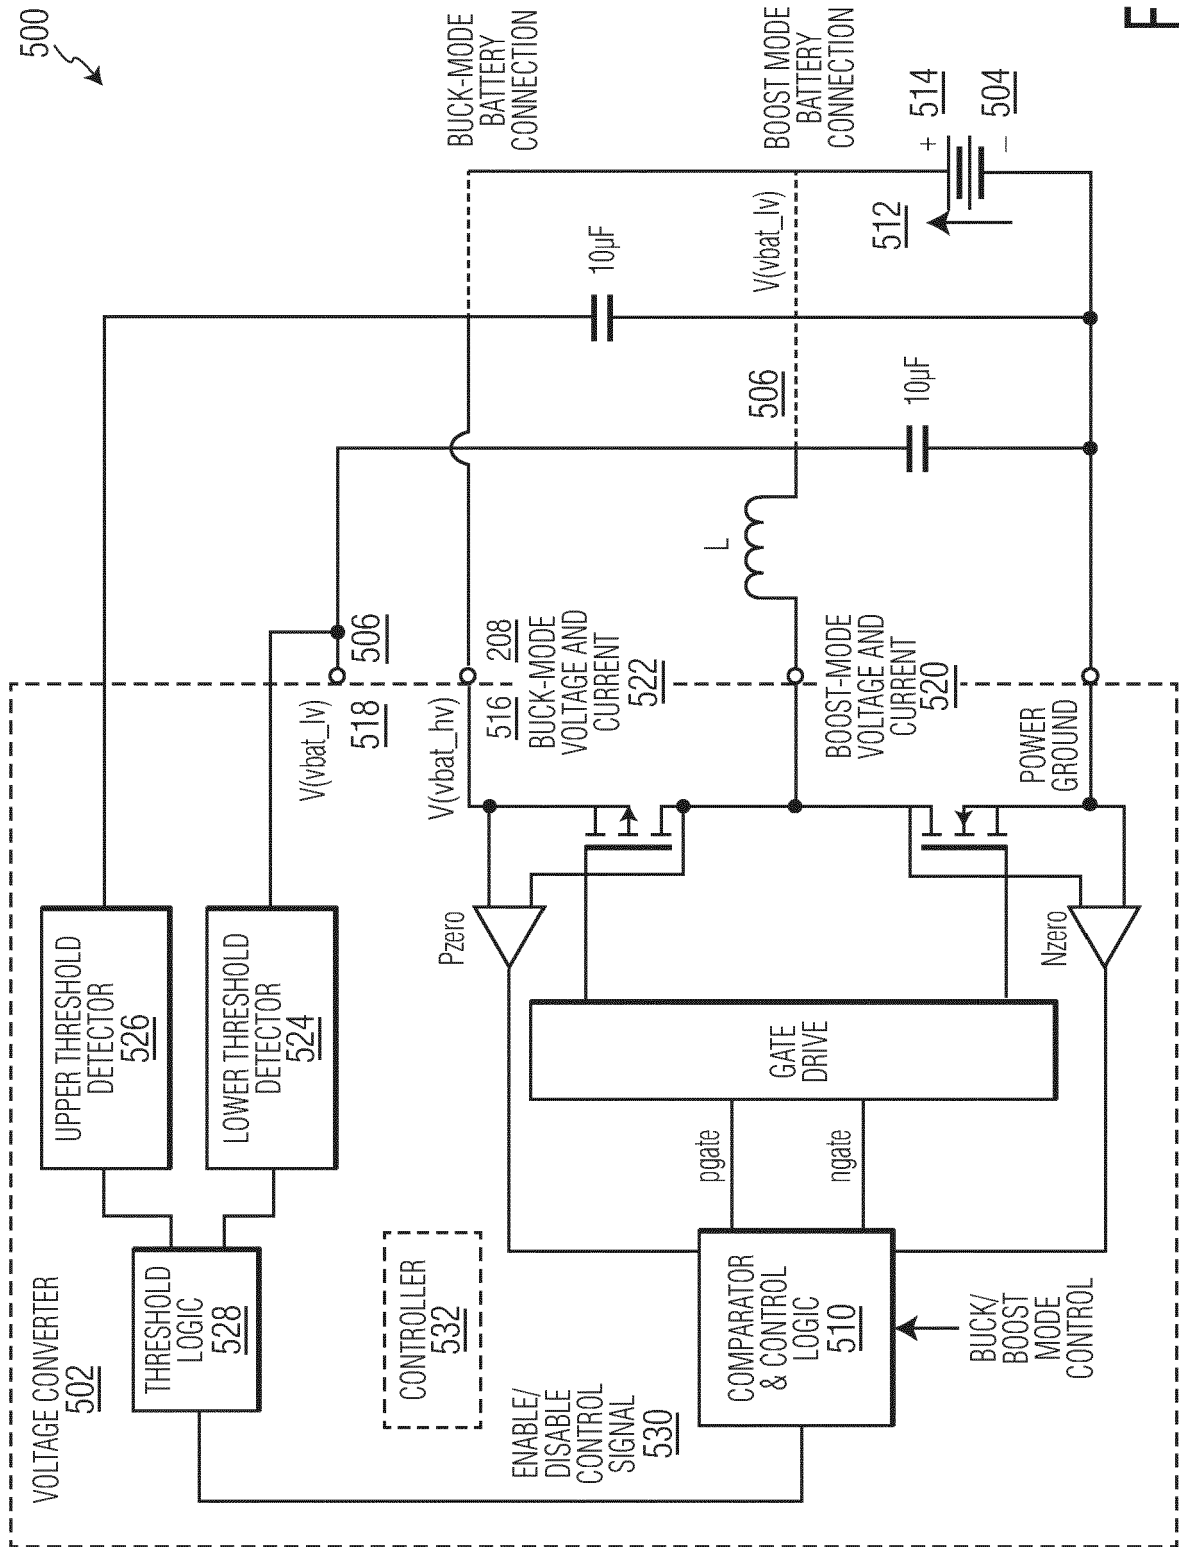 500
VOLTAGE CONVERTER
502
THRESHOLD
LOGIC
528
UPPER THRESHOLD
DETECTOR
526
LOWER THRESHOLD
DETECTOR
524
V(vbat_lv)
518
506
CONTROLLER
532
ENABLE/
DISABLE
CONTROL
SIGNAL
530
COMPARATOR
& CONTROL
LOGIC
510
BUCK/
BOOST
MODE
CONTROL
pgate
ngate
GATE
DRIVE
Pzero
Nzero
V(vbat_hv)
516
208
BUCK-MODE
VOLTAGE AND
CURRENT
522
BOOST-MODE
VOLTAGE AND
CURRENT
520
POWER
GROUND
L
506
10µF
10µF
V(vbat_lv)
BUCK-MODE
BATTERY
CONNECTION
BOOST MODE
BATTERY
CONNECTION
512
+
514
–
504
F